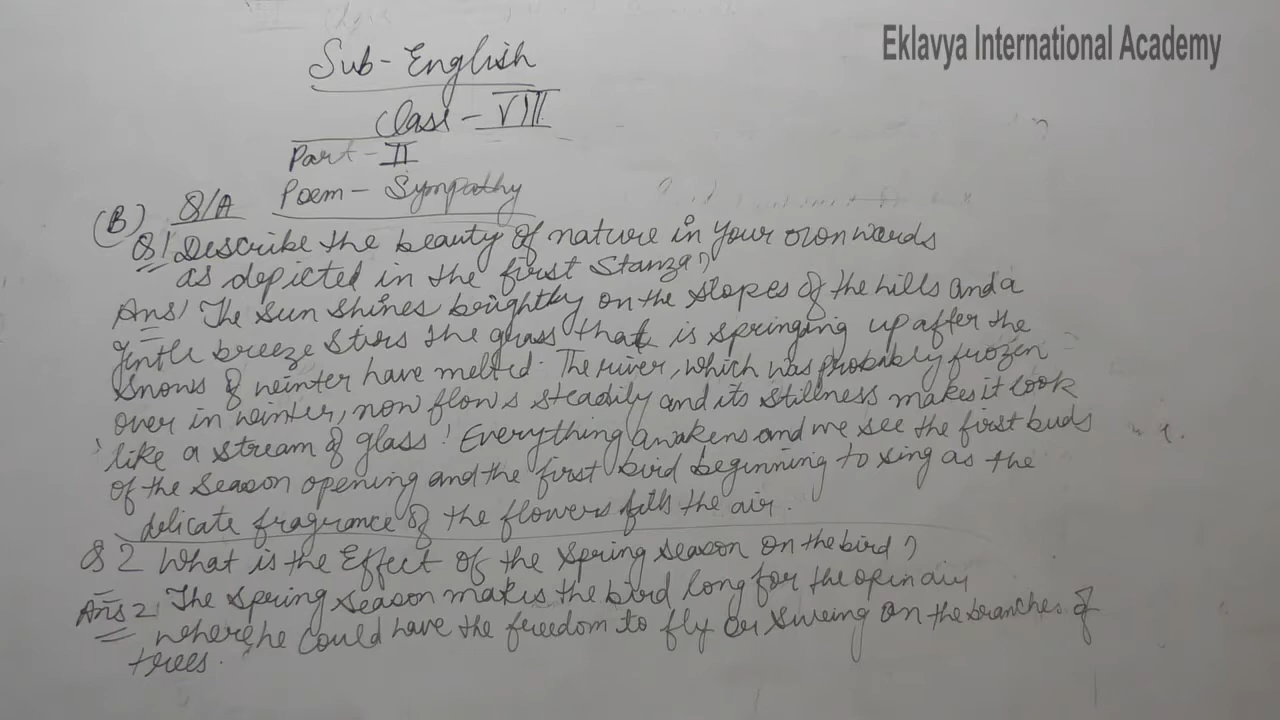 Eklavya International Academy
Sub- English
Class - VIII
Part - II
Poem - Sympathy
(B) Q/A
Q1 Describe the beauty of nature in your own words
as depicted in the first Stanza?
Ans1 The sun shines brightly on the slopes of the hills and a
gentle breeze stirs the grass that is springing up after the
snows of winter have melted. The river, which was probably frozen
over in winter, now flows steadily and its stillness makes it look
like a stream of glass! Everything awakens and we see the first buds
of the season opening and the first bird beginning to sing as the
delicate fragrance of the flowers fills the air.
Q 2 What is the Effect of the spring season on the bird?
Ans 2 The spring season makes the bird long for the open air
where he could have the freedom to fly or swing on the branches of
trees.